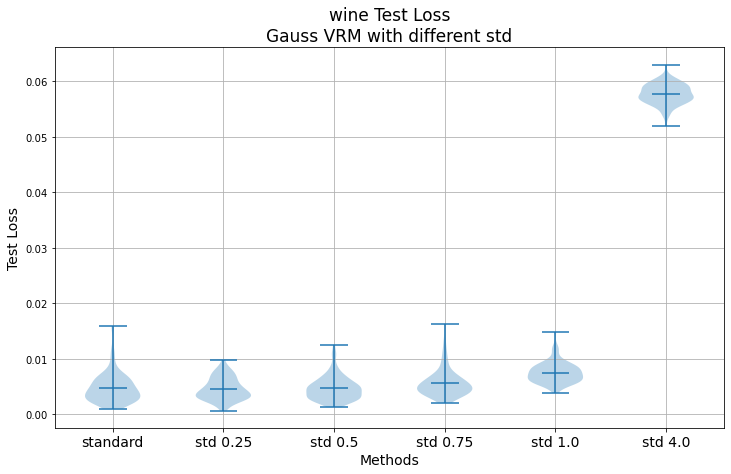 wine Test Loss
Gauss VRM with different std
0.06
0.05
0.04
0.03
0.02
0.01
0.00
Test Loss
standard
std 0.25
std 0.5
std 0.75
std 1.0
std 4.0
Methods